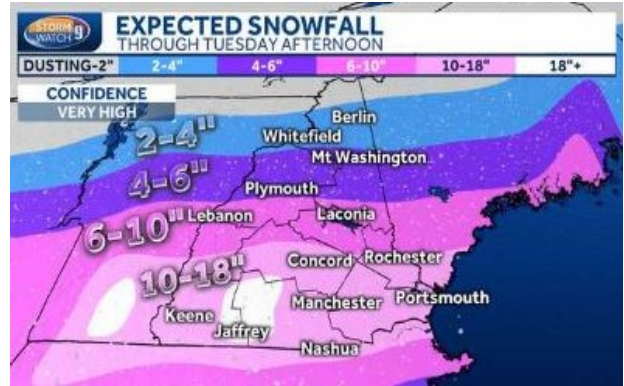 STORM
WATCH 9
EXPECTED SNOWFALL
THROUGH TUESDAY AFTERNOON
DUSTING-2" 2-4" 4-6" 6-10" 10-18" 18"+
CONFIDENCE
VERY HIGH
Berlin
2-4"
Whitefield
Mt Washington
4-6"
Plymouth
6-10"
Lebanon
Laconia
Concord
Rochester
10-18"
Keene
Manchester
Portsmouth
Jaffrey
Nashua